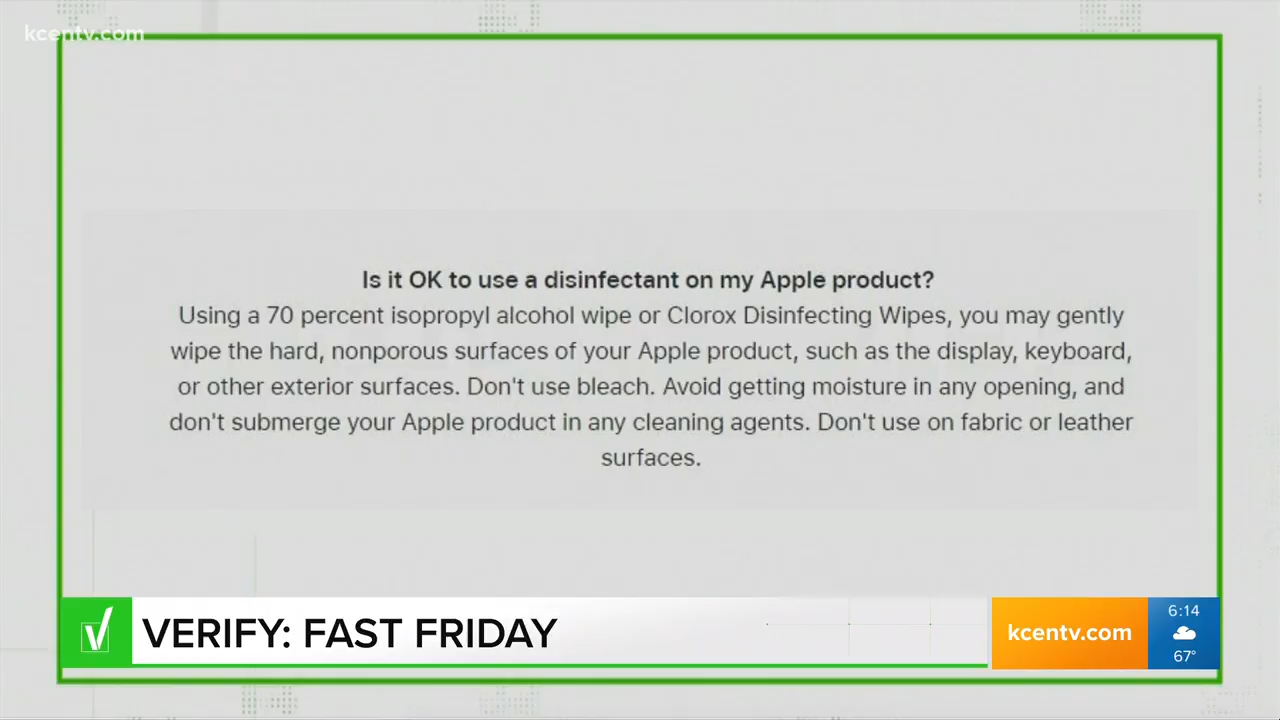 kcentv.com
Is it OK to use a disinfectant on my Apple product?
Using a 70 percent isopropyl alcohol wipe or Clorox Disinfecting Wipes, you may gently
wipe the hard, nonporous surfaces of your Apple product, such as the display, keyboard,
or other exterior surfaces. Don't use bleach. Avoid getting moisture in any opening, and
don't submerge your Apple product in any cleaning agents. Don't use on fabric or leather
surfaces.
VERIFY: FAST FRIDAY
kcentv.com
6:14
67°